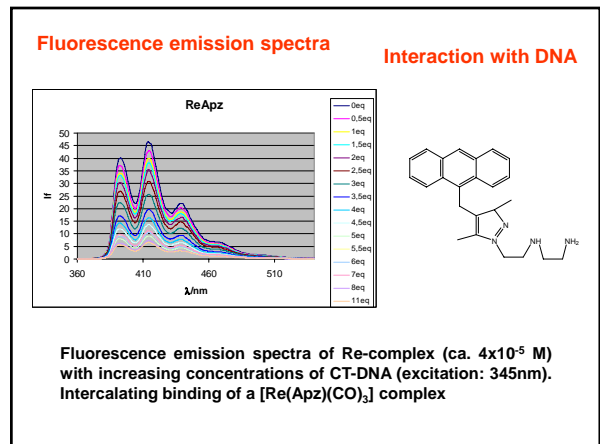 Fluorescence emission spectra
Interaction with DNA
ReApz
If
50
45
40
35
30
25
20
15
10
5
0
360
410
460
510
λ/nm
0eq
0,5eq
1eq
1,5eq
2eq
2,5eq
3eq
3,5eq
4eq
4,5eq
5eq
5,5eq
6eq
7eq
8eq
11eq
N
N
NH
NH₂
Fluorescence emission spectra of Re-complex (ca. 4x10⁻⁵ M)
with increasing concentrations of CT-DNA (excitation: 345nm).
Intercalating binding of a [Re(Apz)(CO)₃] complex